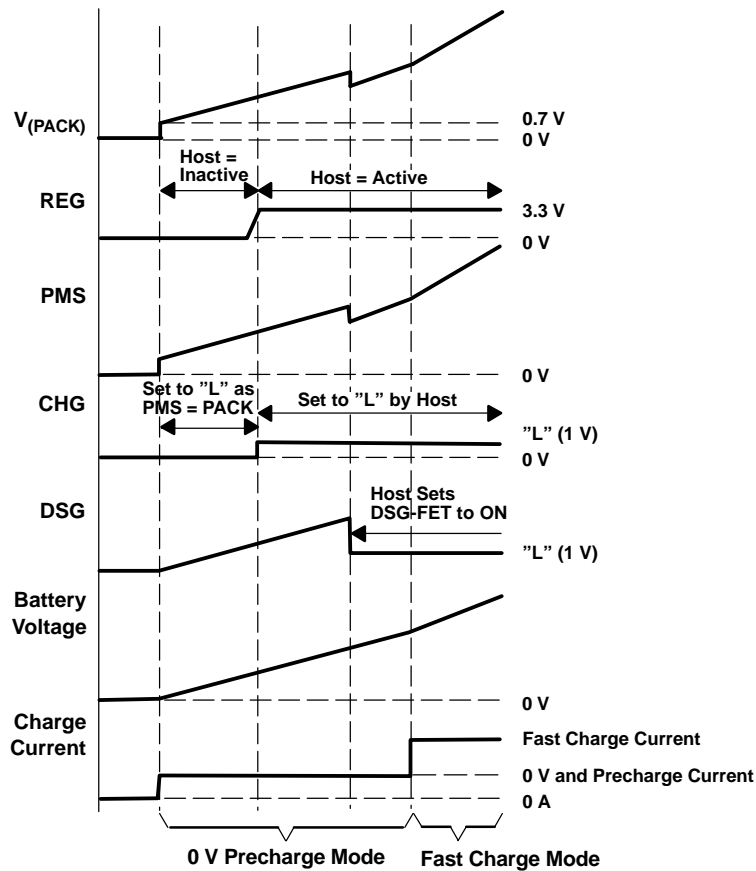 V(PACK)
0.7 V
0 V
Host =
Inactive
Host = Active
REG
3.3 V
0 V
PMS
0 V
Set to ”L” as
PMS = PACK
Set to ”L” by Host
CHG
”L” (1 V)
0 V
Host Sets
DSG-FET to ON
DSG
”L” (1 V)
Battery
Voltage
0 V
Charge
Current
Fast Charge Current
0 V and Precharge Current
0 A
0 V Precharge Mode
Fast Charge Mode